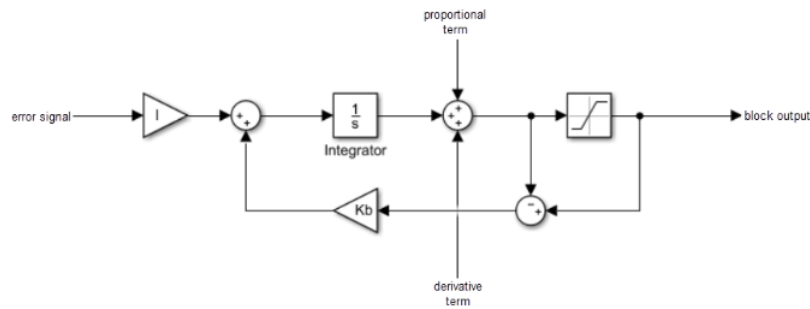 proportional
term
error signal
I
+
+
1
s
+
+
+
block output
Integrator
Kb
-
+
derivative
term